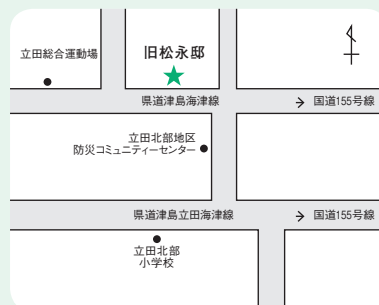 立田総合運動場
旧松永邸
県道津島海津線
国道155号線
立田北部地区
防災コミュニティーセンター
県道津島立田海津線
国道155号線
立田北部
小学校